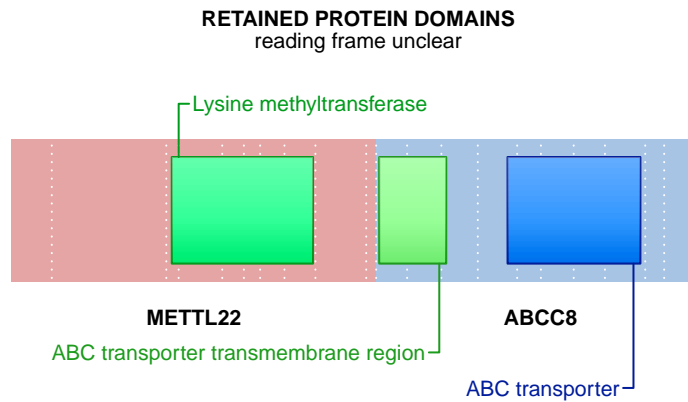 RETAINED PROTEIN DOMAINS
reading frame unclear
Lysine methyltransferase
METTL22
ABCC8
ABC transporter transmembrane region
ABC transporter